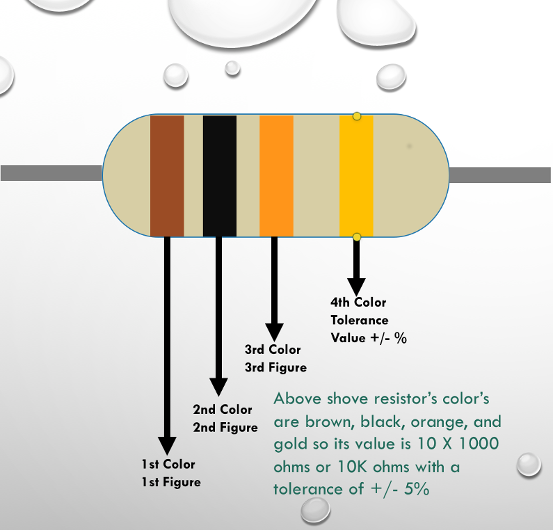 4th Color
Tolerance
Value +/- %
3rd Color
3rd Figure
2nd Color
2nd Figure
1st Color
1st Figure
Above shove resistor's color's
are brown, black, orange, and
gold so its value is 10 X 1000
ohms or 10K ohms with a
tolerance of +/- 5%